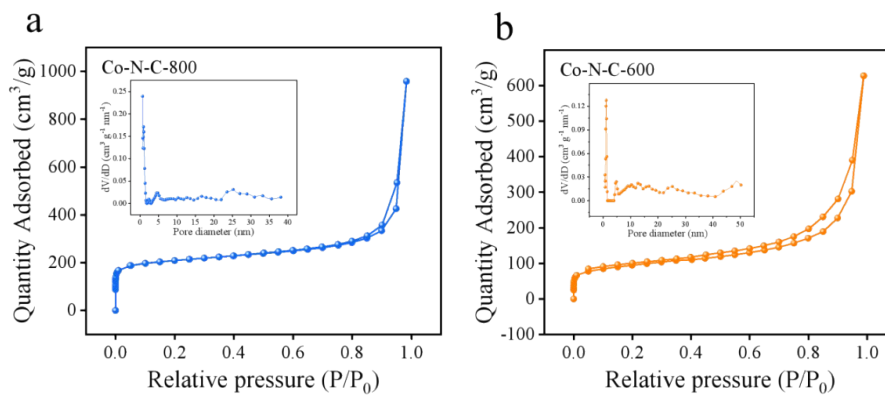 a
Co-N-C-800
Quantity Adsorbed (cm³/g)
1000
800
600
400
200
0
0.0 0.2 0.4 0.6 0.8 1.0
Relative pressure (P/P₀)
dV/dD (cm³ g⁻¹ nm⁻¹)
0.25
0.20
0.15
0.10
0.05
0.00
0 5 10 15 20 25 30 35 40
Pore diameter (nm)
b
Co-N-C-600
Quantity Adsorbed (cm³/g)
600
500
400
300
200
100
0
-100
0.0 0.2 0.4 0.6 0.8 1.0
Relative pressure (P/P₀)
dV/dD (cm³ g⁻¹ nm⁻¹)
0.12
0.09
0.06
0.03
0.00
0 10 20 30 40 50
Pore diameter (nm)